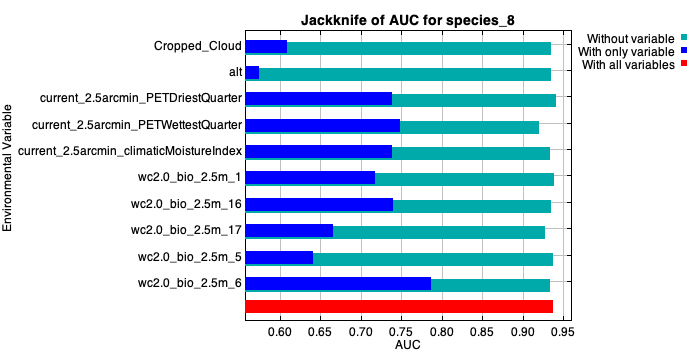 Jackknife of AUC for species_8
Without variable
With only variable
With all variables
Environmental Variable
Cropped_Cloud
alt
current_2.5arcmin_PETDriestQuarter
current_2.5arcmin_PETWettestQuarter
current_2.5arcmin_climaticMoistureIndex
wc2.0_bio_2.5m_1
wc2.0_bio_2.5m_16
wc2.0_bio_2.5m_17
wc2.0_bio_2.5m_5
wc2.0_bio_2.5m_6
0.60 0.65 0.70 0.75 0.80 0.85 0.90 0.95
AUC